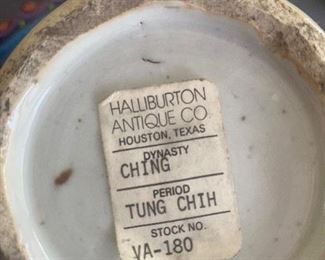 HALLIBURTON
ANTIQUE CO.
HOUSTON, TEXAS
DYNASTY
CHING
PERIOD
TUNG CHIH
STOCK NO.
VA-180